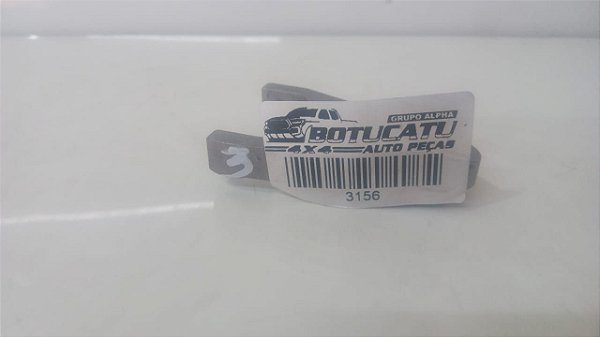 GRUPO ALPHA
BOTUCATU
4X4 AUTO PEÇAS
3156
3